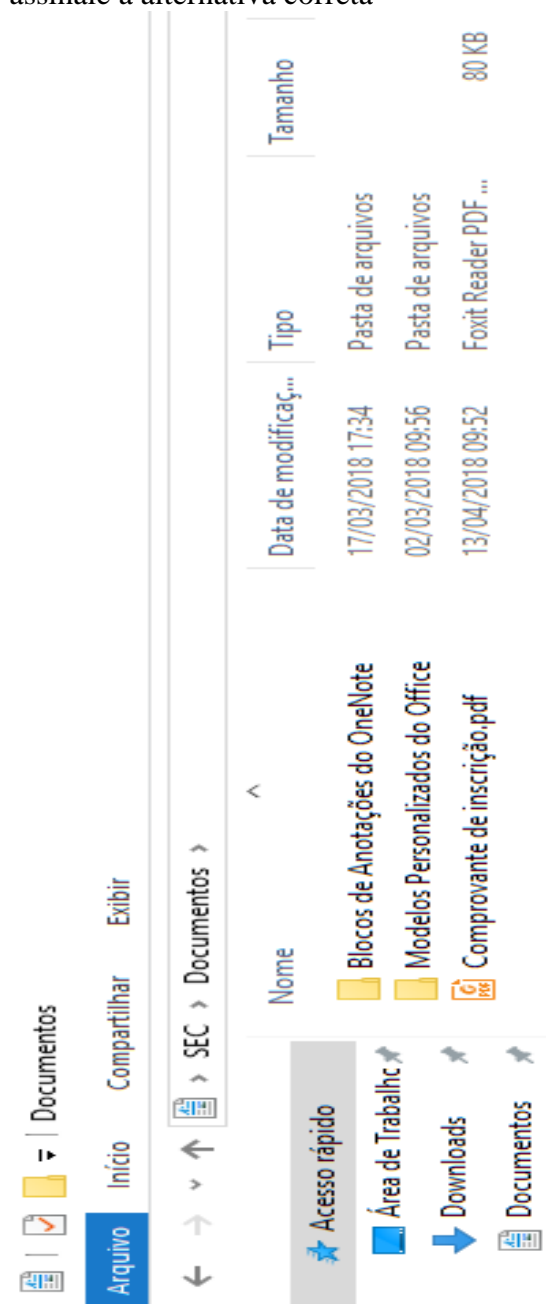 assinale a alternativa correta
Documentos
Arquivo Início Compartilhar Exibir
SEC Documentos
Nome Data de modificaç... Tipo Tamanho
Acesso rápido
Área de Trabalhc
Downloads
Documentos
Blocos de Anotações do OneNote 17/03/2018 17:34 Pasta de arquivos
Modelos Personalizados do Office 02/03/2018 09:56 Pasta de arquivos
Comprovante de inscrição.pdf 13/04/2018 09:52 Foxit Reader PDF ... 80 KB